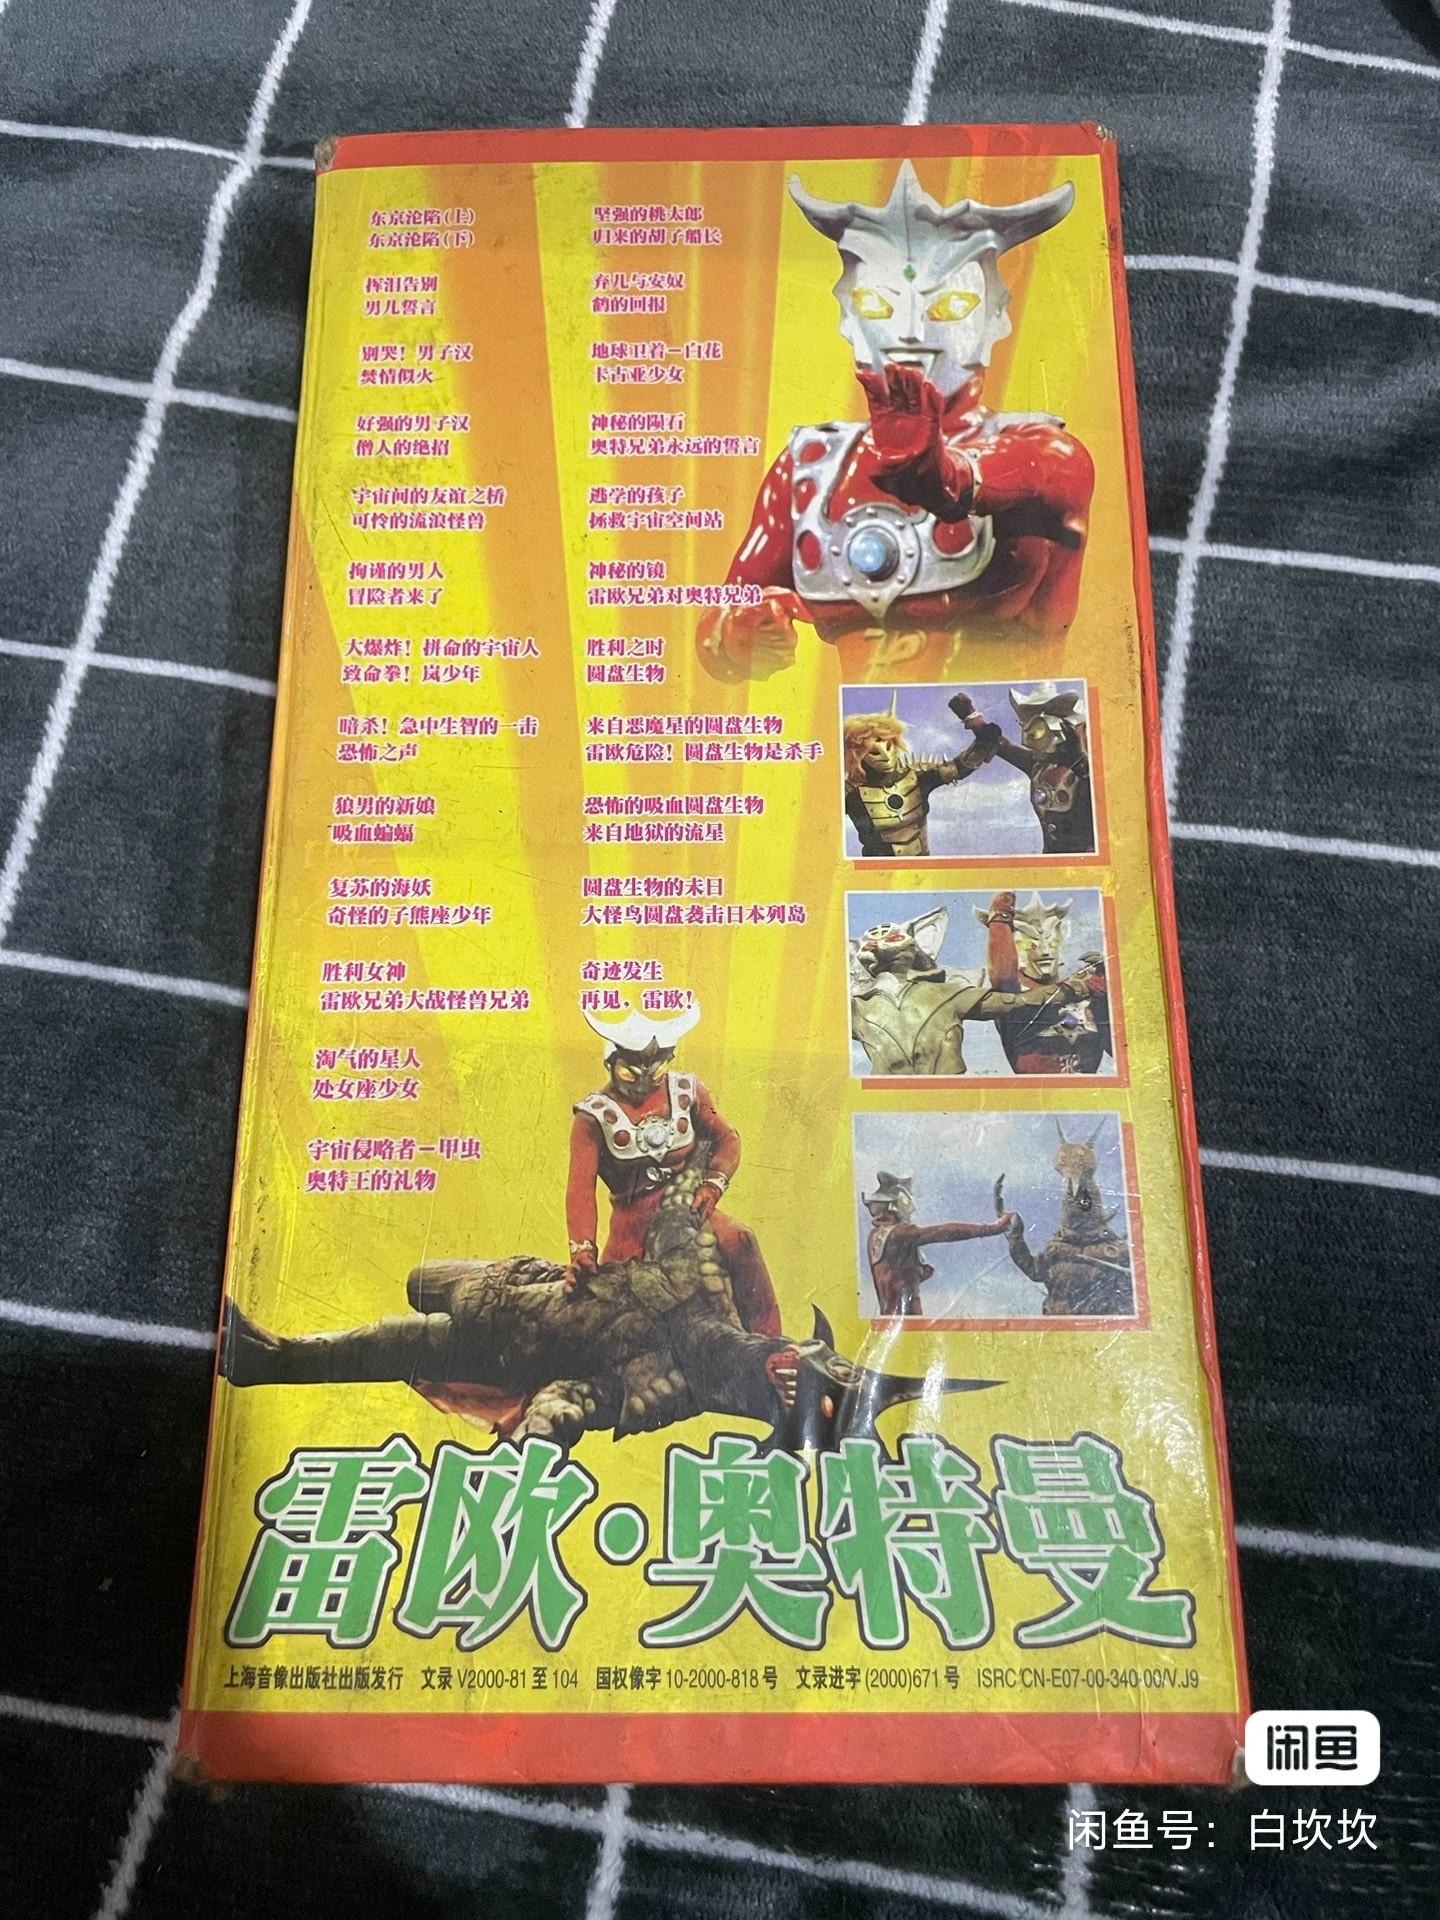 东京沦陷(上)
东京沦陷(下)
挥泪告别
男儿誓言
别哭！男子汉
焚情似火
好强的男子汉
僧人的绝招
宇宙间的友谊之桥
可怜的流浪怪兽
拘谨的男人
冒险者来了
大爆炸！拼命的宇宙人
致命拳！岚少年
暗杀！急中生智的一击
恐怖之声
狼男的新娘
吸血蝙蝠
复苏的海妖
奇怪的子熊座少年
胜利女神
雷欧兄弟大战怪兽兄弟
淘气的星人
处女座少女
宇宙侵略者－甲虫
奥特王的礼物
坚强的桃太郎
归来的胡子船长
弃儿与安奴
鹤的回报
地球卫着－白花
卡古亚少女
神秘的陨石
奥特兄弟永远的誓言
逃学的孩子
拯救宇宙空间站
神秘的镜
雷欧兄弟对奥特兄弟
胜利之时
圆盘生物
来自恶魔星的圆盘生物
雷欧危险！圆盘生物是杀手
恐怖的吸血圆盘生物
来自地狱的流星
圆盘生物的末日
大怪鸟圆盘袭击日本列岛
奇迹发生
再见，雷欧！
雷欧·奥特曼
上海音像出版社出版发行 文录 V2000-81 至 104 国权像字 10-2000-818 号 文录进字 (2000)671 号 ISRC CN-E07-00-340-00/V.J9
闲鱼
闲鱼号：白坎坎